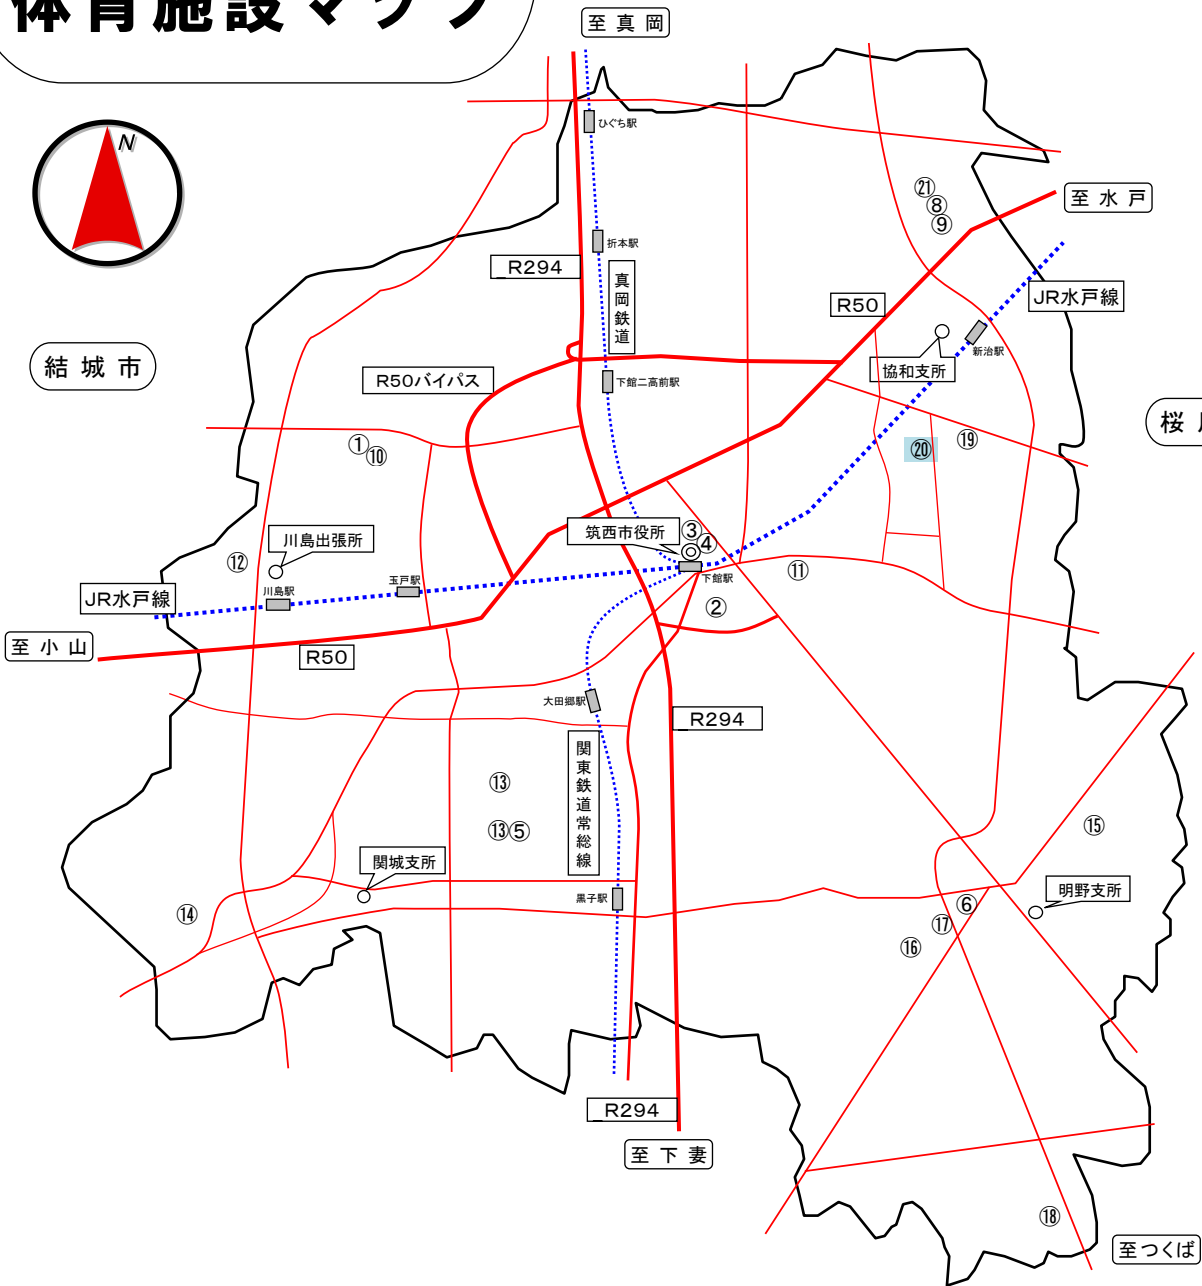 体育施設マップ
至真岡
N
ひぐち駅
㉑
⑧
⑨
至水戸
折本駅
R294
真岡鉄道
JR水戸線
R50
新治駅
協和支所
結城市
R50バイパス
下館二高前駅
桜
①
⑩
⑳
⑲
筑西市役所
③
④
川島出張所
⑫
川島駅
玉戸駅
下館駅
⑪
JR水戸線
②
至小山
R50
大田郷駅
R294
関東鉄道常総線
⑬
⑬⑤
⑮
関城支所
黒子駅
明野支所
⑭
⑥
⑰
⑯
R294
至下妻
⑱
至つくば